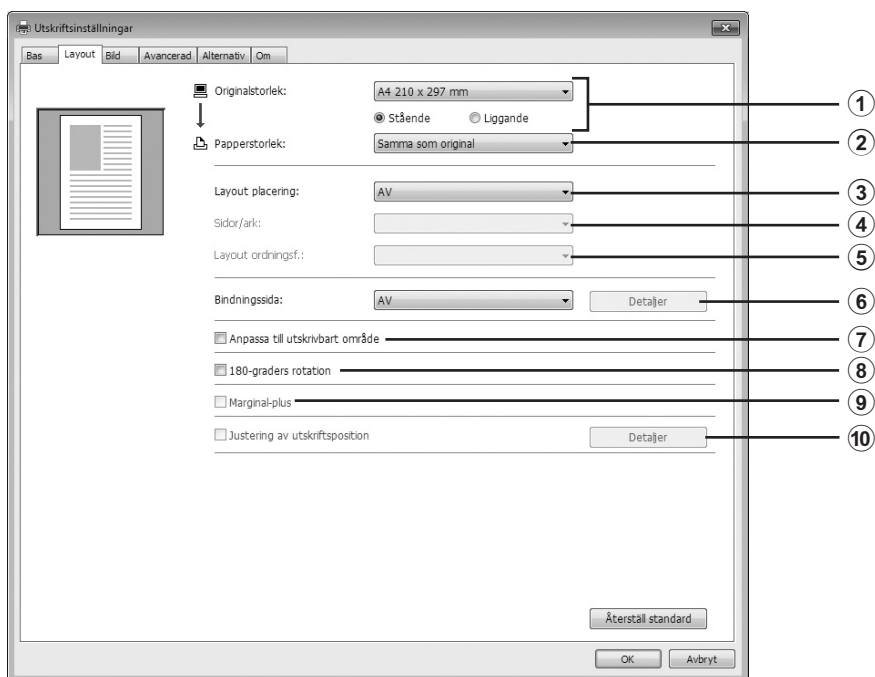 Utskriftsinställningar
Bas Layout Bild Avancerad Alternativ Om
Originalstorlek: A4 210 x 297 mm
1
Stående Liggande
Papperstorlek: Samma som original 2
Layout placering: AV 3
Sidor/ark: 4
Layout ordningsf.: 5
Bindningssida: AV Detaljer 6
Anpassa till utskrivbart område 7
180-graders rotation 8
Marginal-plus 9
Justering av utskriftsposition Detaljer 10
Återställ standard
OK Avbryt